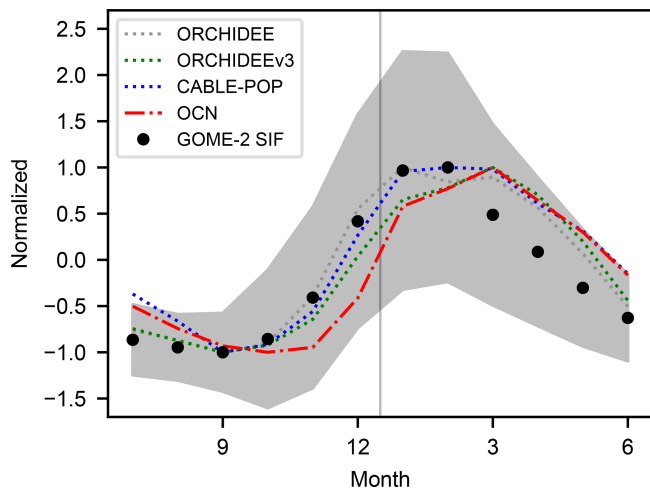 2.5
2.0
1.5
1.0
0.5
0.0
−0.5
−1.0
−1.5
Normalized
ORCHIDEE
ORCHIDEEv3
CABLE-POP
OCN
GOME-2 SIF
9
12
3
6
Month